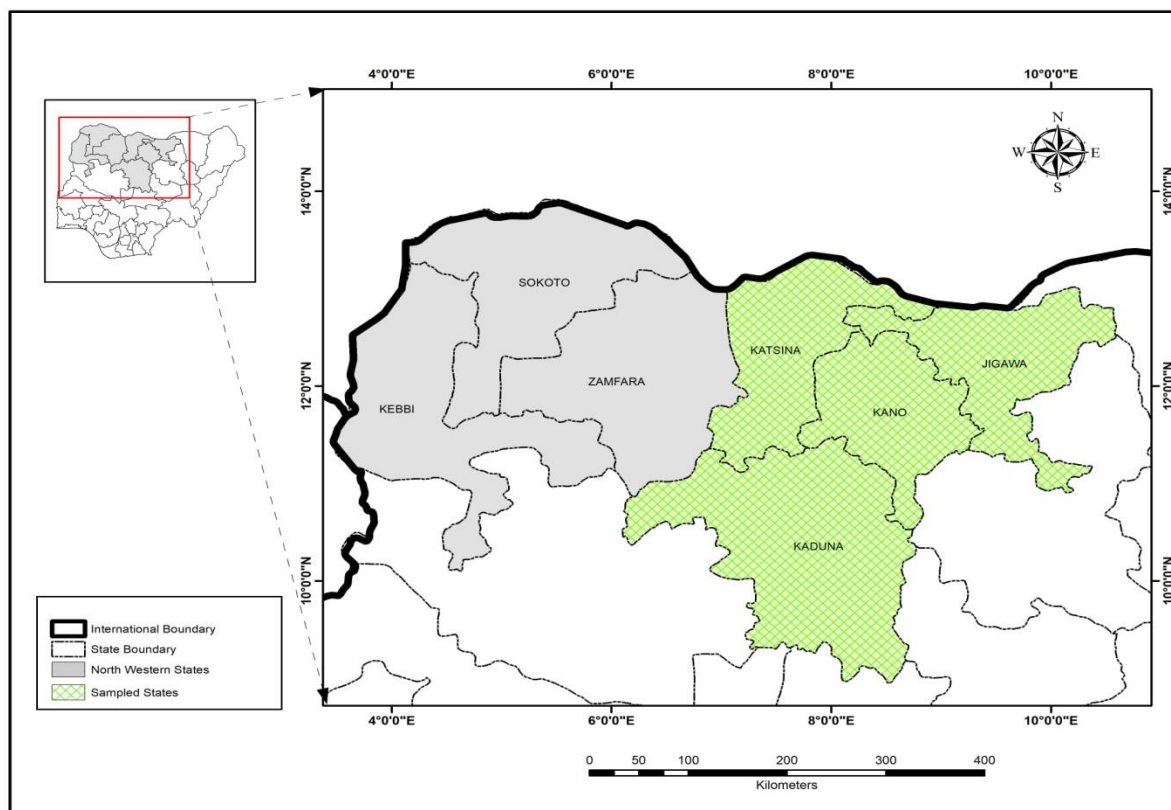 4°0'0"E 6°0'0"E 8°0'0"E 10°0'0"E
N
W E
S
14°0'0"N 14°0'0"N
SOKOTO
KATSINA
JIGAWA
ZAMFARA
12°0'0"N 12°0'0"N
KEBBI
KANO
KADUNA
10°0'0"N 10°0'0"N
International Boundary
State Boundary
North Western States
Sampled States
4°0'0"E 6°0'0"E 8°0'0"E 10°0'0"E
0 50 100 200 300 400
Kilometers